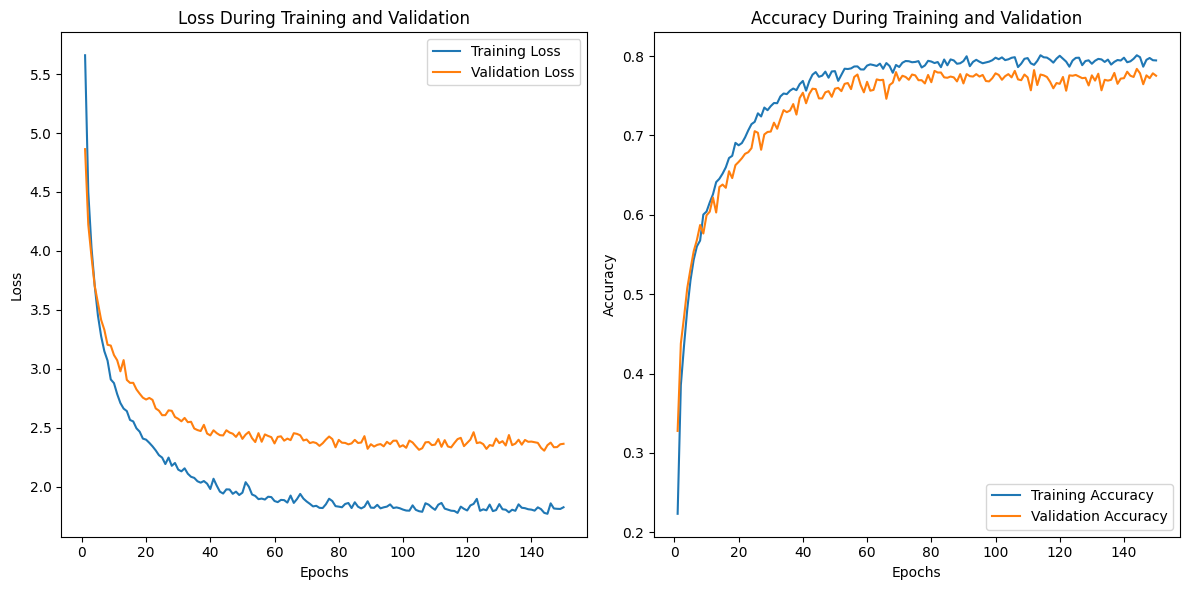 Loss During Training and Validation
Training Loss
Validation Loss
5.5
5.0
4.5
4.0
3.5
3.0
2.5
2.0
Loss
0 20 40 60 80 100 120 140
Epochs
Accuracy During Training and Validation
0.8
0.7
0.6
0.5
0.4
0.3
0.2
Accuracy
Training Accuracy
Validation Accuracy
0 20 40 60 80 100 120 140
Epochs